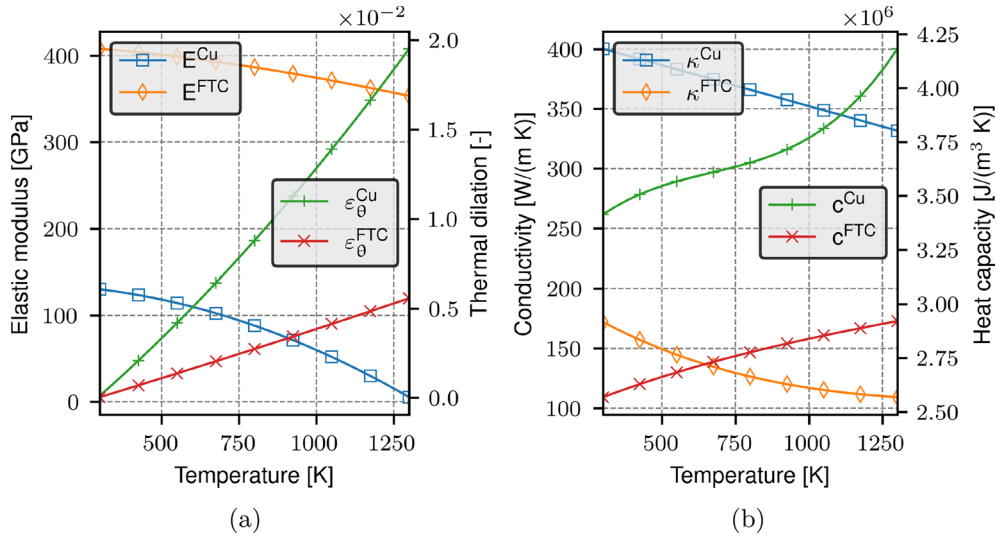 ×10⁻²
400
300
200
100
0
Elastic modulus [GPa]
E^Cu
E^FTC
ε_θ^Cu
ε_θ^FTC
2.0
1.5
1.0
0.5
0.0
Thermal dilation [-]
500
750
1000
1250
Temperature [K]
(a)
×10⁶
400
350
300
250
200
150
100
Conductivity [W/(m K)]
κ^Cu
κ^FTC
c^Cu
c^FTC
4.25
4.00
3.75
3.50
3.25
3.00
2.75
2.50
Heat capacity [J/(m³ K)]
500
750
1000
1250
Temperature [K]
(b)